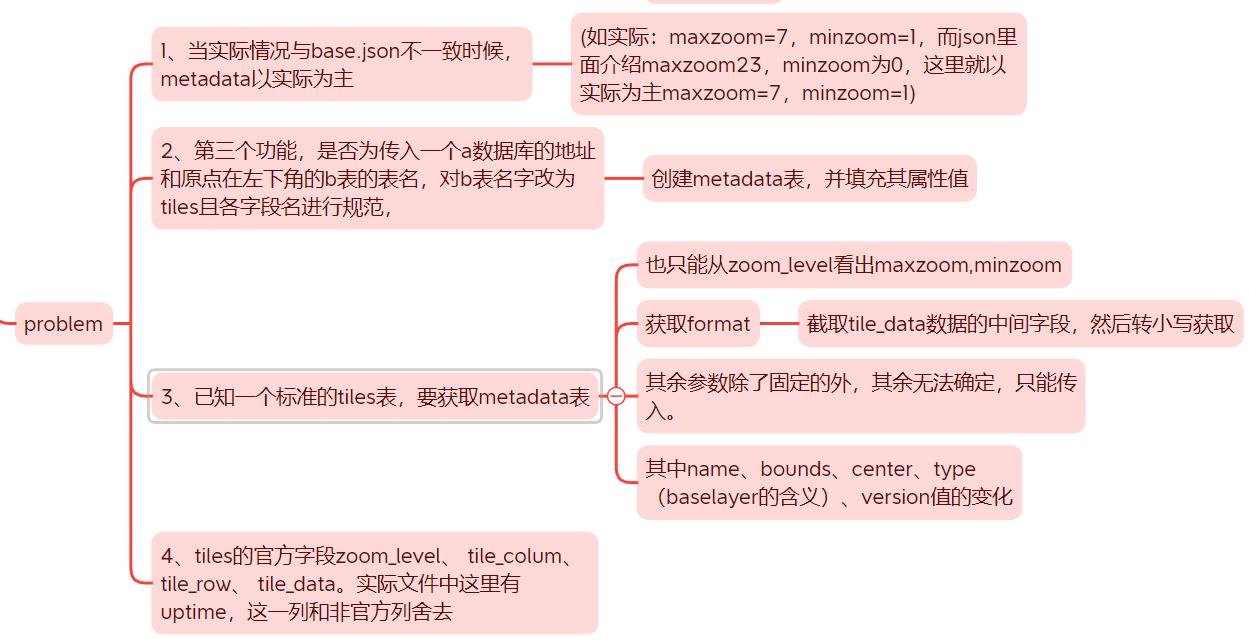 problem
1、当实际情况与base.json不一致时候，
metadata以实际为主
(如实际：maxzoom=7，minzoom=1，而json里
面介绍maxzoom23，minzoom为0，这里就以
实际为主maxzoom=7，minzoom=1)
2、第三个功能，是否为传入一个a数据库的地址
和原点在左下角的b表的表名，对b表名字改为
tiles且各字段名进行规范，
创建metadata表，并填充其属性值
3、已知一个标准的tiles表，要获取metadata表
也只能从zoom_level看出maxzoom,minzoom
获取format
截取tile_data数据的中间字段，然后转小写获取
其余参数除了固定的外，其余无法确定，只能传
入。
其中name、bounds、center、type
（baselayer的含义）、version值的变化
4、tiles的官方字段zoom_level、 tile_colum、
tile_row、 tile_data。实际文件中这里有
uptime，这一列和非官方列舍去